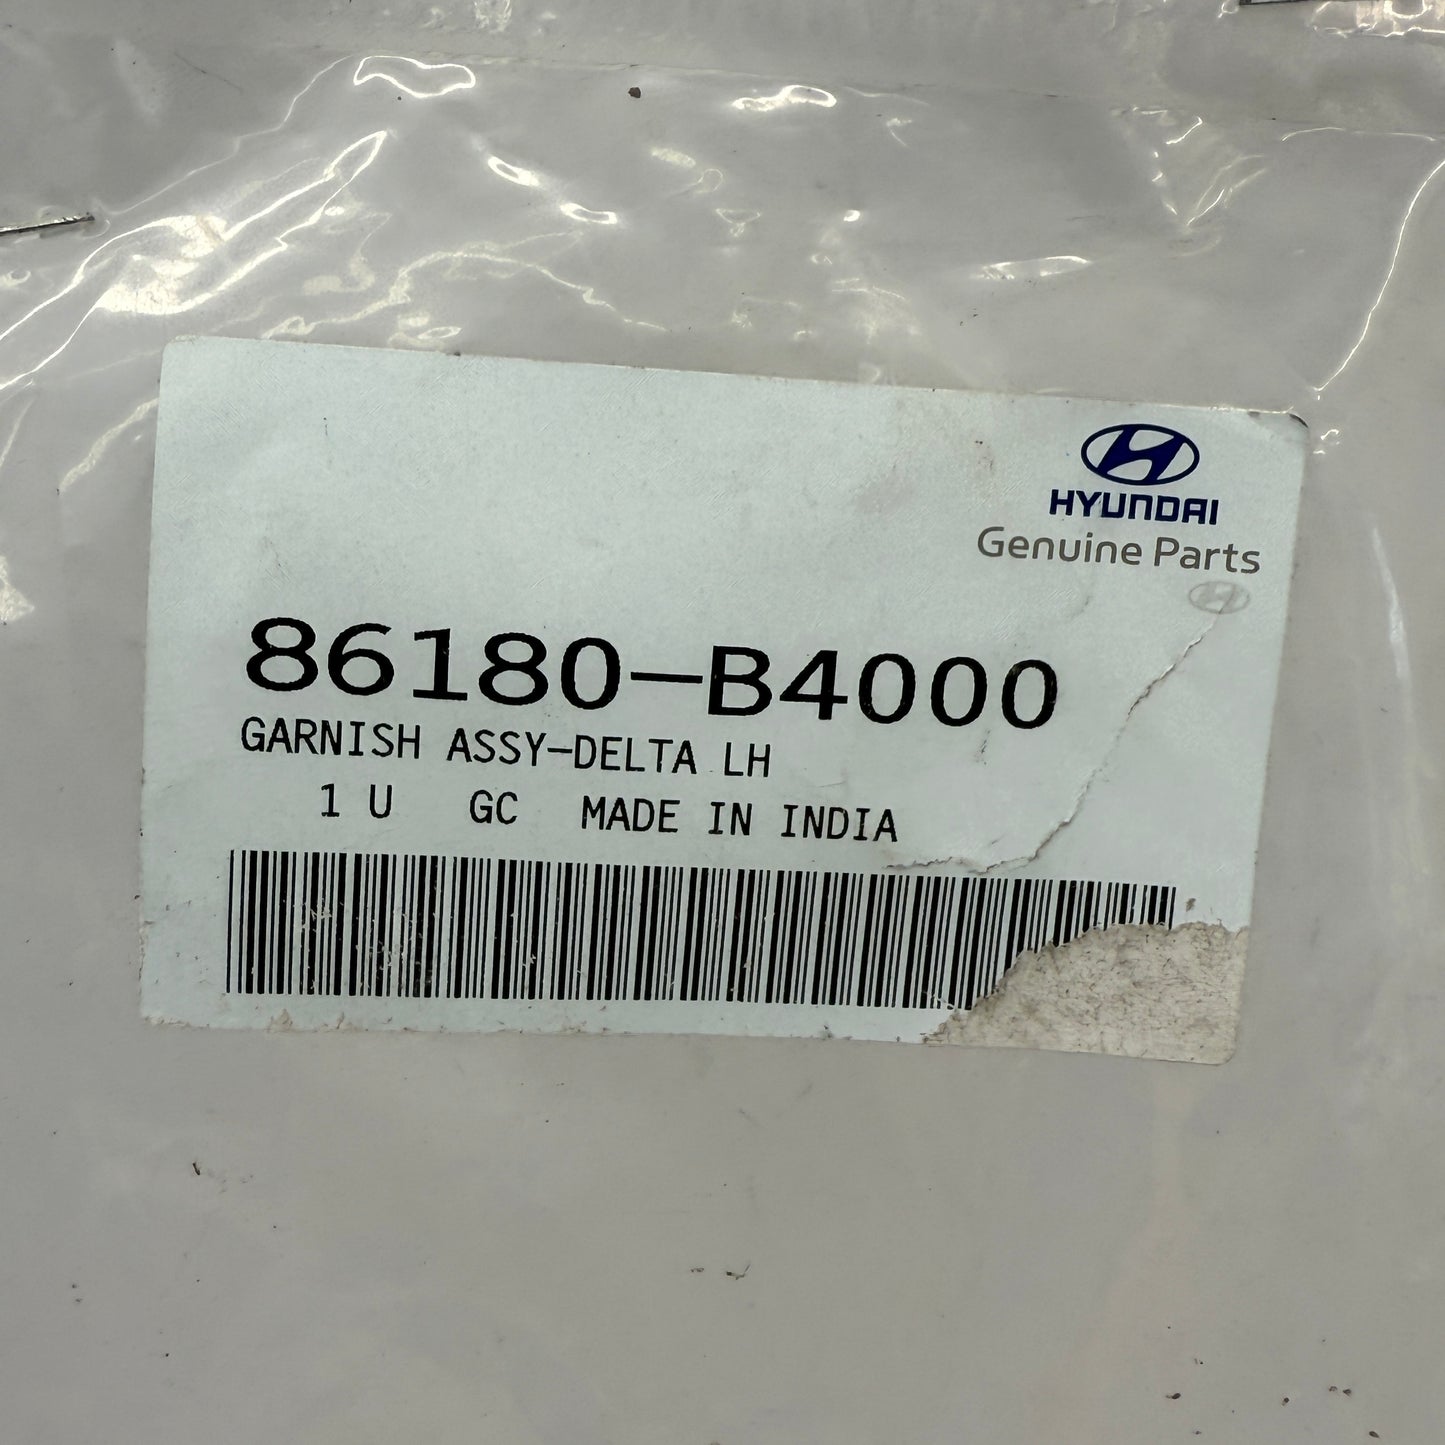 HYUNDAI
Genuine Parts
86180-B4000
GARNISH ASSY-DELTA LH
1 U GC MADE IN INDIA